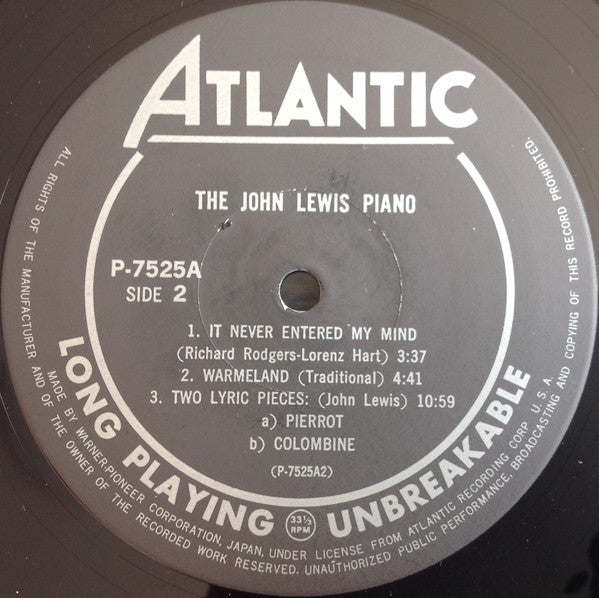 ATLANTIC
THE JOHN LEWIS PIANO
P-7525A
SIDE 2
1. IT NEVER ENTERED MY MIND
(Richard Rodgers-Lorenz Hart) 3:37
2. WARMELAND (Traditional) 4:41
3. TWO LYRIC PIECES: (John Lewis) 10:59
a) PIERROT
b) COLOMBINE
(P-7525A2)
LONG PLAYING 33⅓ RPM UNBREAKABLE
MADE BY WARNER-PIONEER CORPORATION, JAPAN, UNDER LICENSE FROM ATLANTIC RECORDING CORP. U.S.A.
ALL RIGHTS OF THE MANUFACTURER AND OF THE OWNER OF THE RECORDED WORK RESERVED. UNAUTHORIZED PUBLIC PERFORMANCE, BROADCASTING AND COPYING OF THIS RECORD PROHIBITED.